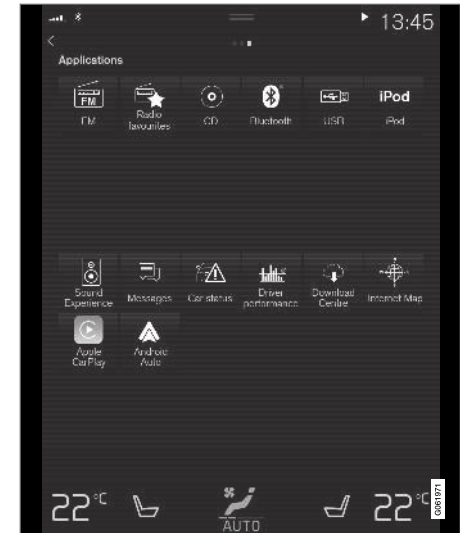 13:45
Applications
FM
iPod
FM
Radio
favourites
CD
Bluetooth
USB
iPod
Sound
Experience
Messages
Car status
Driver
performance
Download
Centre
Internet Map
Apple
CarPlay
Android
Auto
22°C
AUTO
22°C
G061971